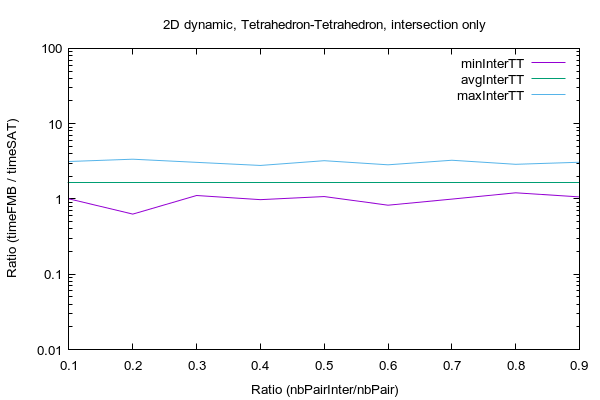 2D dynamic, Tetrahedron-Tetrahedron, intersection only
100
10
1
0.1
0.01
Ratio (timeFMB / timeSAT)
minInterTT
avgInterTT
maxInterTT
0.1 0.2 0.3 0.4 0.5 0.6 0.7 0.8 0.9
Ratio (nbPairInter/nbPair)